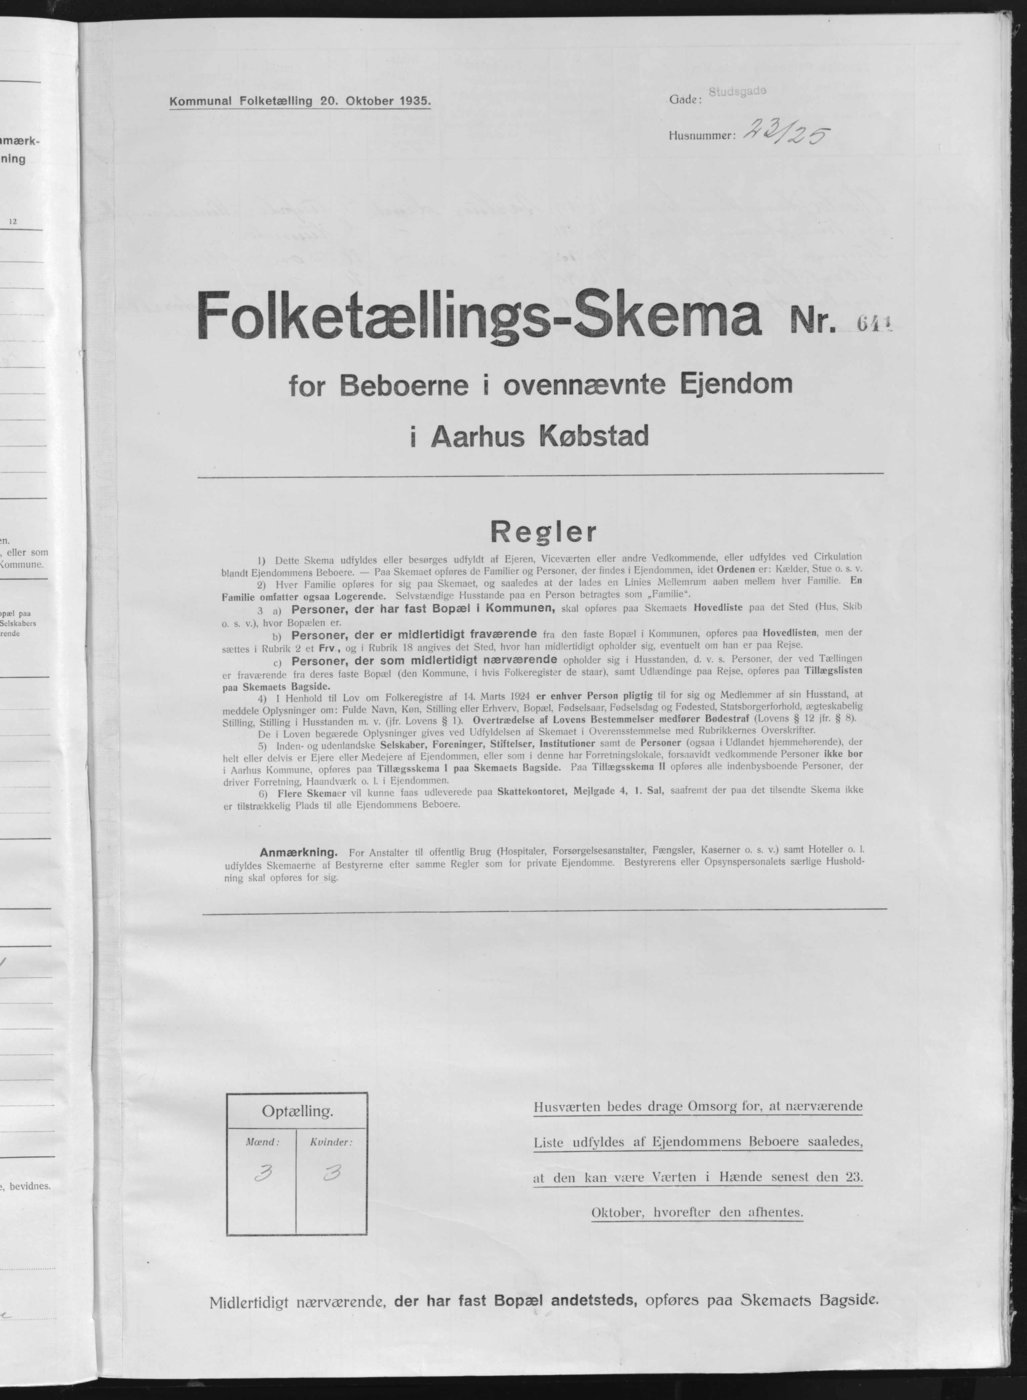 mærk-
ning
12
en.
, eller som
Kommune.
opæl paa
Selskabers
rende
, bevidnes.
Kommunal Folketælling 20. Oktober 1935.
Gade: Studsgade
Husnummer: 23/25
Folketællings-Skema Nr. 641
for Beboerne i ovennævnte Ejendom
i Aarhus Købstad
Regler
1) Dette Skema udfyldes eller besørges udfyldt af Ejeren, Viceværten eller andre Vedkommende, eller udfyldes ved Cirkulation
blandt Ejendommens Beboere. — Paa Skemaet opføres de Familier og Personer, der findes i Ejendommen, idet Ordenen er: Kælder, Stue o. s. v.
2) Hver Familie opføres for sig paa Skemaet, og saaledes at der lades en Linies Mellemrum aaben mellem hver Familie. En
Familie omfatter ogsaa Logerende. Selvstændige Husstande paa en Person betragtes som „Familie“.
3 a) Personer, der har fast Bopæl i Kommunen, skal opføres paa Skemaets Hovedliste paa det Sted (Hus, Skib
o. s. v.), hvor Bopælen er.
b) Personer, der er midlertidigt fraværende fra den faste Bopæl i Kommunen, opføres paa Hovedlisten, men der
sættes i Rubrik 2 et Frv., og i Rubrik 18 angives det Sted, hvor han midlertidigt opholder sig, eventuelt om han er paa Rejse.
c) Personer, der som midlertidigt nærværende opholder sig i Husstanden, d. v. s. Personer, der ved Tællingen
er fraværende fra deres faste Bopæl (den Kommune, i hvis Folkeregister de staar), samt Udlændinge paa Rejse, opføres paa Tillægslisten
paa Skemaets Bagside.
4) I Henhold til Lov om Folkeregistre af 14. Marts 1924 er enhver Person pligtig til for sig og Medlemmer af sin Husstand, at
meddele Oplysninger om: Fulde Navn, Køn, Stilling eller Erhverv, Bopæl, Fødselsaar, Fødselsdag og Fødested, Statsborgerforhold, ægteskabelig
Stilling, Stilling i Husstanden m. v. (jfr. Lovens § 1). Overtrædelse af Lovens Bestemmelser medfører Bødestraf (Lovens § 12 jfr. § 8).
De i Loven begærede Oplysninger gives ved Udfyldelsen af Skemaet i Overensstemmelse med Rubrikkernes Overskrifter.
5) Inden- og udenlandske Selskaber, Foreninger, Stiftelser, Institutioner samt de Personer (ogsaa i Udlandet hjemmehørende), der
helt eller delvis er Ejere eller Medejere af Ejendommen, eller som i denne har Forretningslokale, forsaavidt vedkommende Personer ikke bor
i Aarhus Kommune, opføres paa Tillægsskema I paa Skemaets Bagside. Paa Tillægsskema II opføres alle indenbysboende Personer, der
driver Forretning, Haandværk o. l. i Ejendommen.
6) Flere Skemaer vil kunne faas udleverede paa Skattekontoret, Mejlgade 4, 1. Sal, saafremt der paa det tilsendte Skema ikke
er tilstrækkelig Plads til alle Ejendommens Beboere.
Anmærkning. For Anstalter til offentlig Brug (Hospitaler, Forsørgelsesanstalter, Fængsler, Kaserner o. s. v.) samt Hoteller o. l.
udfyldes Skemaerne af Bestyrerne efter samme Regler som for private Ejendomme. Bestyrerens eller Opsynspersonalets særlige Hushold-
ning skal opføres for sig.
Optælling.
Mænd: Kvinder:
3 3
Husværten bedes drage Omsorg for, at nærværende
Liste udfyldes af Ejendommens Beboere saaledes,
at den kan være Værten i Hænde senest den 23.
Oktober, hvorefter den afhentes.
Midlertidigt nærværende, der har fast Bopæl andetsteds, opføres paa Skemaets Bagside.